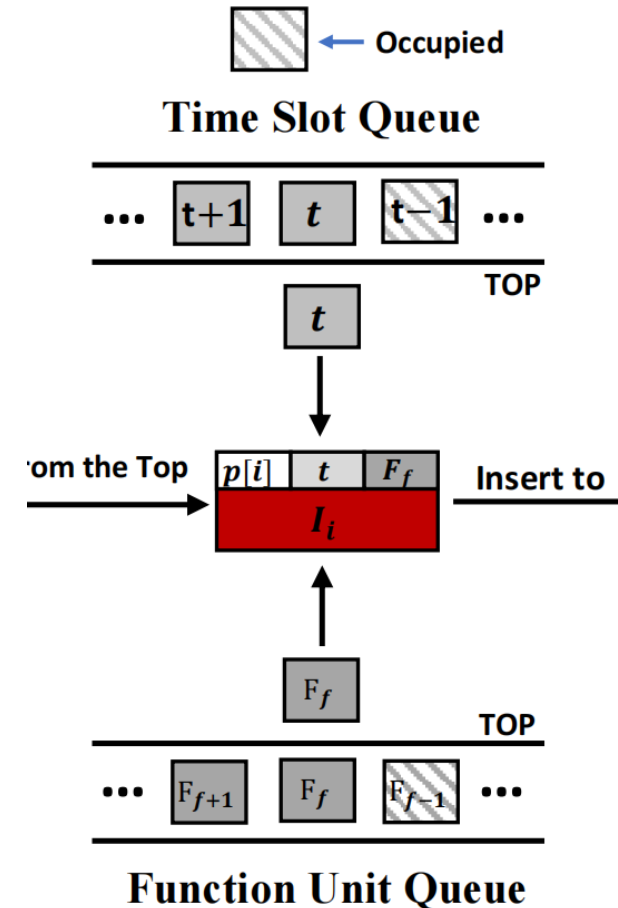 Occupied
Time Slot Queue
... t+1 t t−1 ...
TOP
t
rom the Top
p[i] t F_f
Insert to
I_i
F_f
TOP
... F_{f+1} F_f F_{f−1} ...
Function Unit Queue